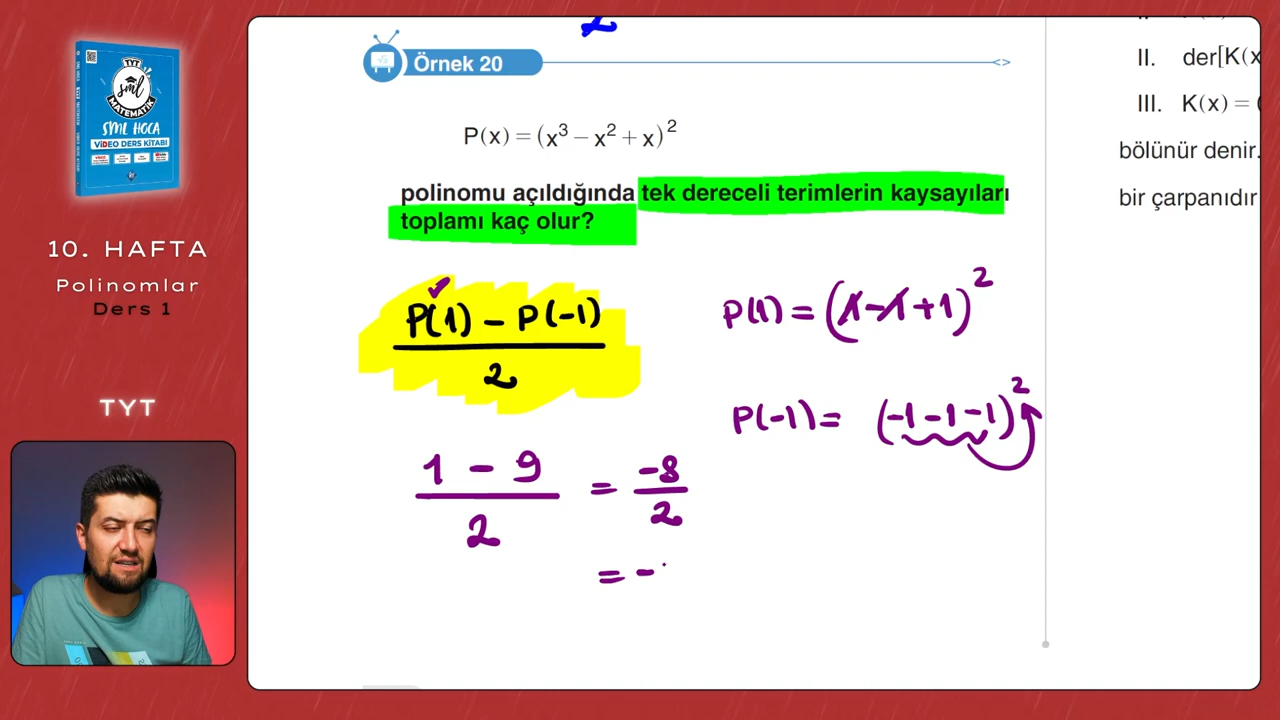 TYT
sml
MATEMATİK
SML HOCA
VİDEO DERS KİTABI
10. HAFTA
Polinomlar
Ders 1
TYT
Örnek 20
P(x) = (x³ − x² + x)²
polinomu açıldığında tek dereceli terimlerin kaysayıları
toplamı kaç olur?
P(1) − P(-1)
2
P(1) = (1-1+1)²
P(-1) = (-1-1-1)²
1 − 9
2
= -8
2
= -
II. der[K(x
III. K(x) =
bölünür denir.
bir çarpanıdır